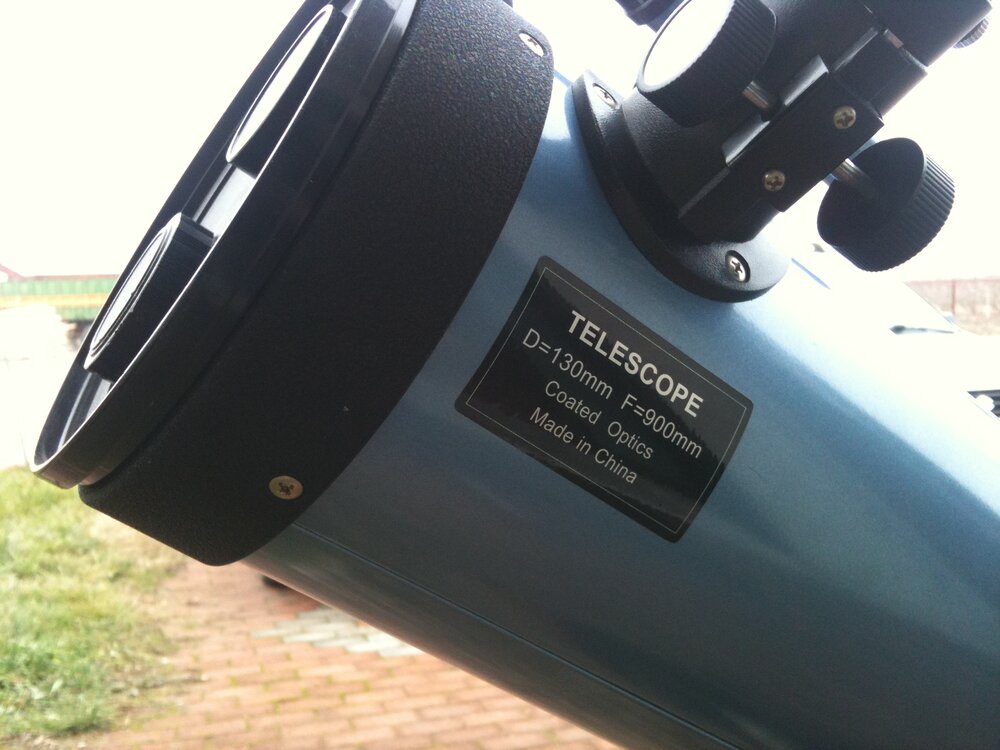 TELESCOPE
D=130mm F=900mm
Coated Optics
Made in China